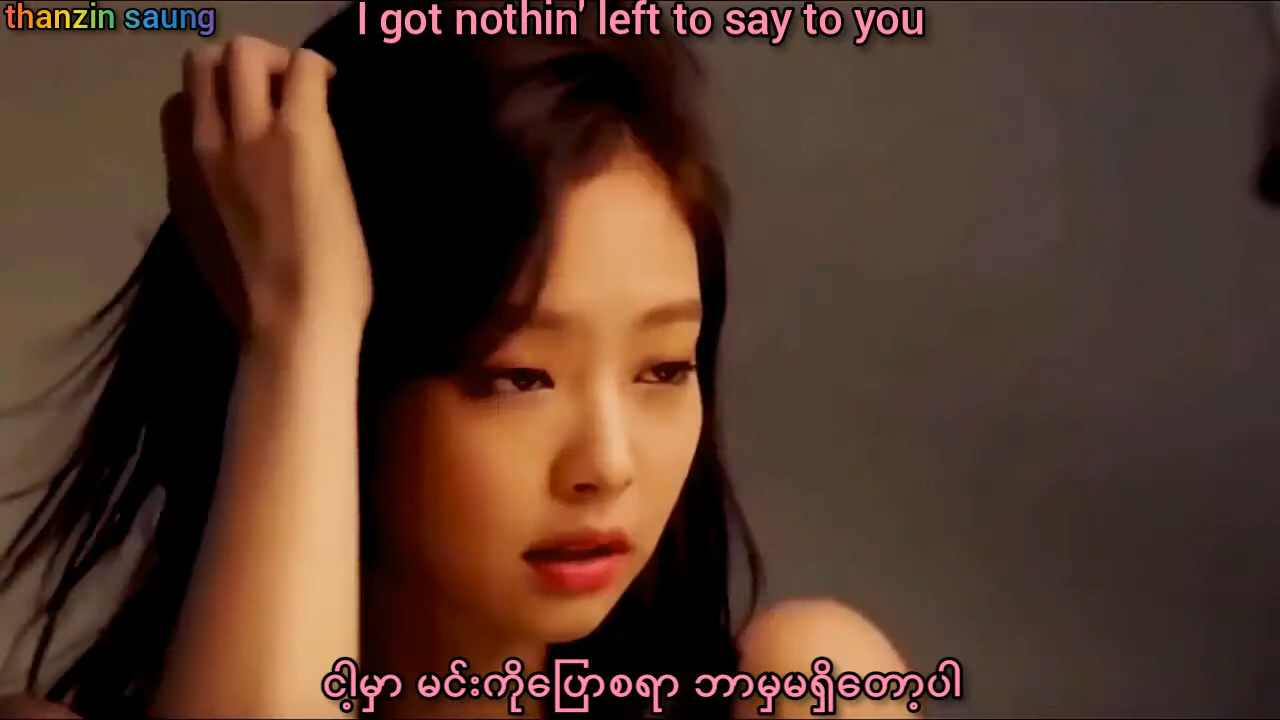 thanzin saung
I got nothin' left to say to you
ငါ့မှာ မင်းကိုပြောစရာ ဘာမှမရှိတော့ပါ